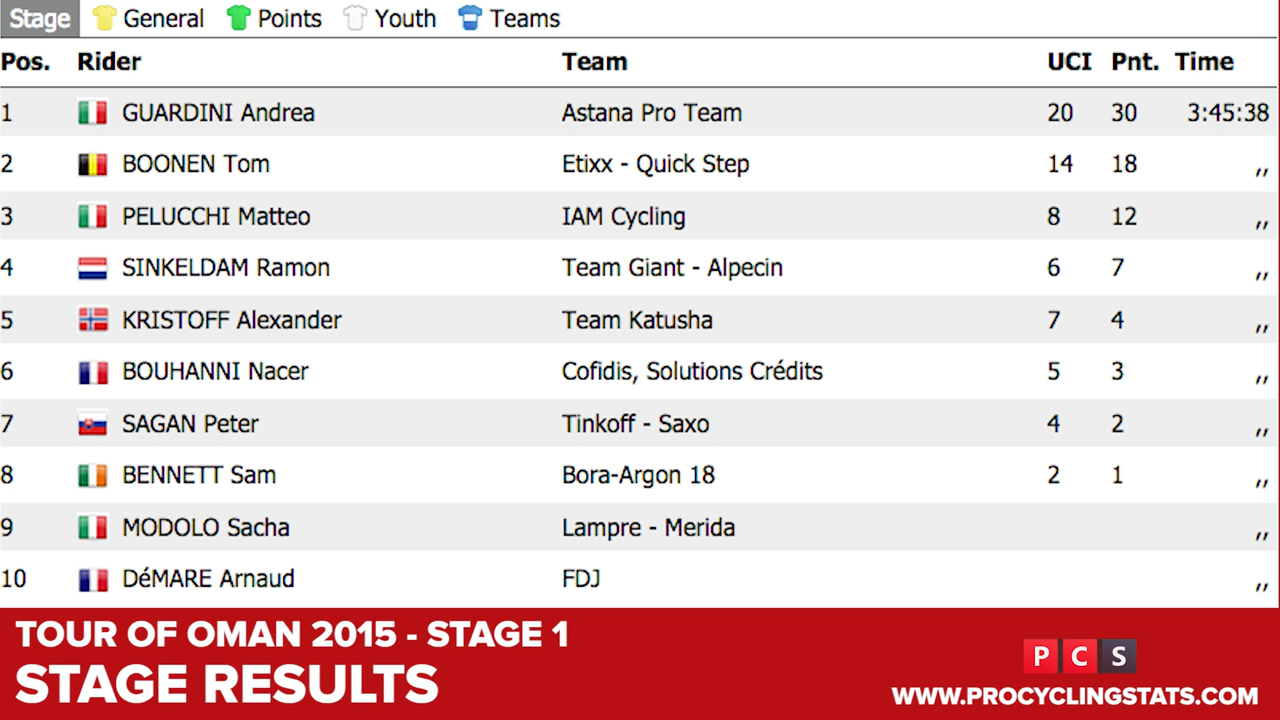 Stage General Points Youth Teams
Pos. Rider Team UCI Pnt. Time
1 GUARDINI Andrea Astana Pro Team 20 30 3:45:38
2 BOONEN Tom Etixx - Quick Step 14 18 ,,
3 PELUCCHI Matteo IAM Cycling 8 12 ,,
4 SINKELDAM Ramon Team Giant - Alpecin 6 7 ,,
5 KRISTOFF Alexander Team Katusha 7 4 ,,
6 BOUHANNI Nacer Cofidis, Solutions Crédits 5 3 ,,
7 SAGAN Peter Tinkoff - Saxo 4 2 ,,
8 BENNETT Sam Bora-Argon 18 2 1 ,,
9 MODOLO Sacha Lampre - Merida ,,
10 DéMARE Arnaud FDJ ,,
TOUR OF OMAN 2015 - STAGE 1
STAGE RESULTS
P C S
WWW.PROCYCLINGSTATS.COM